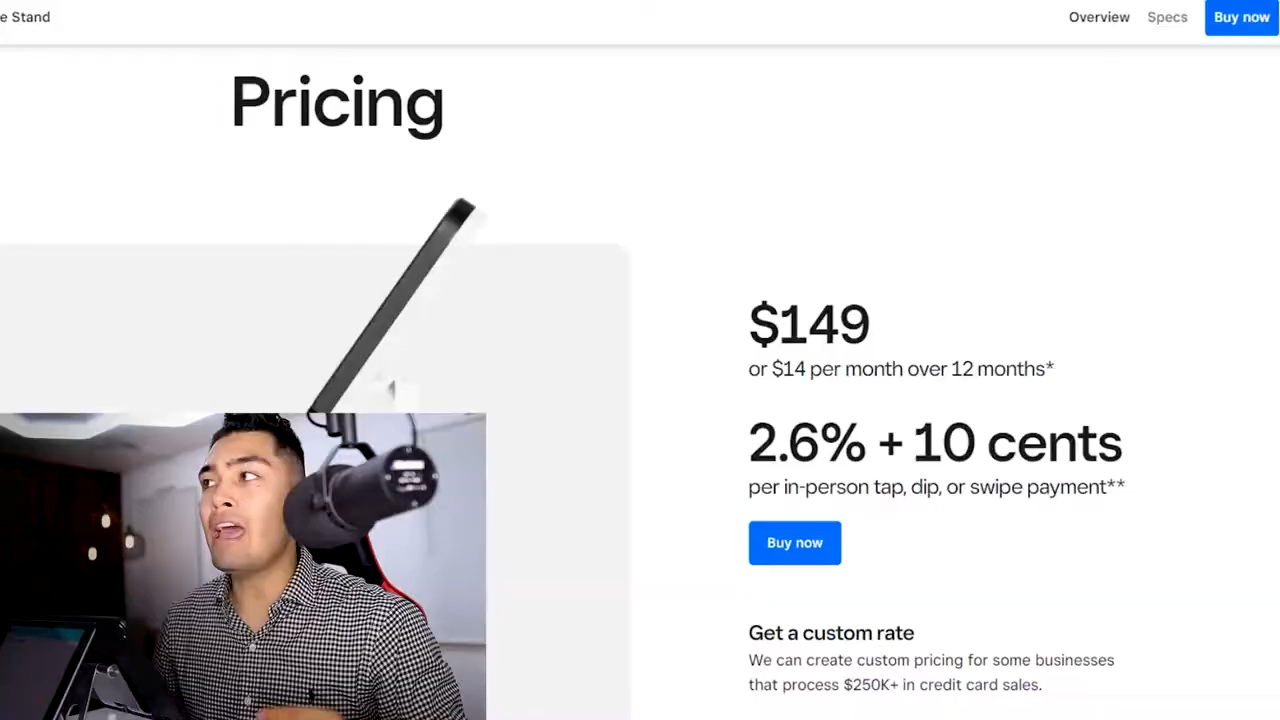 e Stand
Overview
Specs
Buy now
Pricing
$149
or $14 per month over 12 months*
2.6% + 10 cents
per in-person tap, dip, or swipe payment**
Buy now
Get a custom rate
We can create custom pricing for some businesses
that process $250K+ in credit card sales.